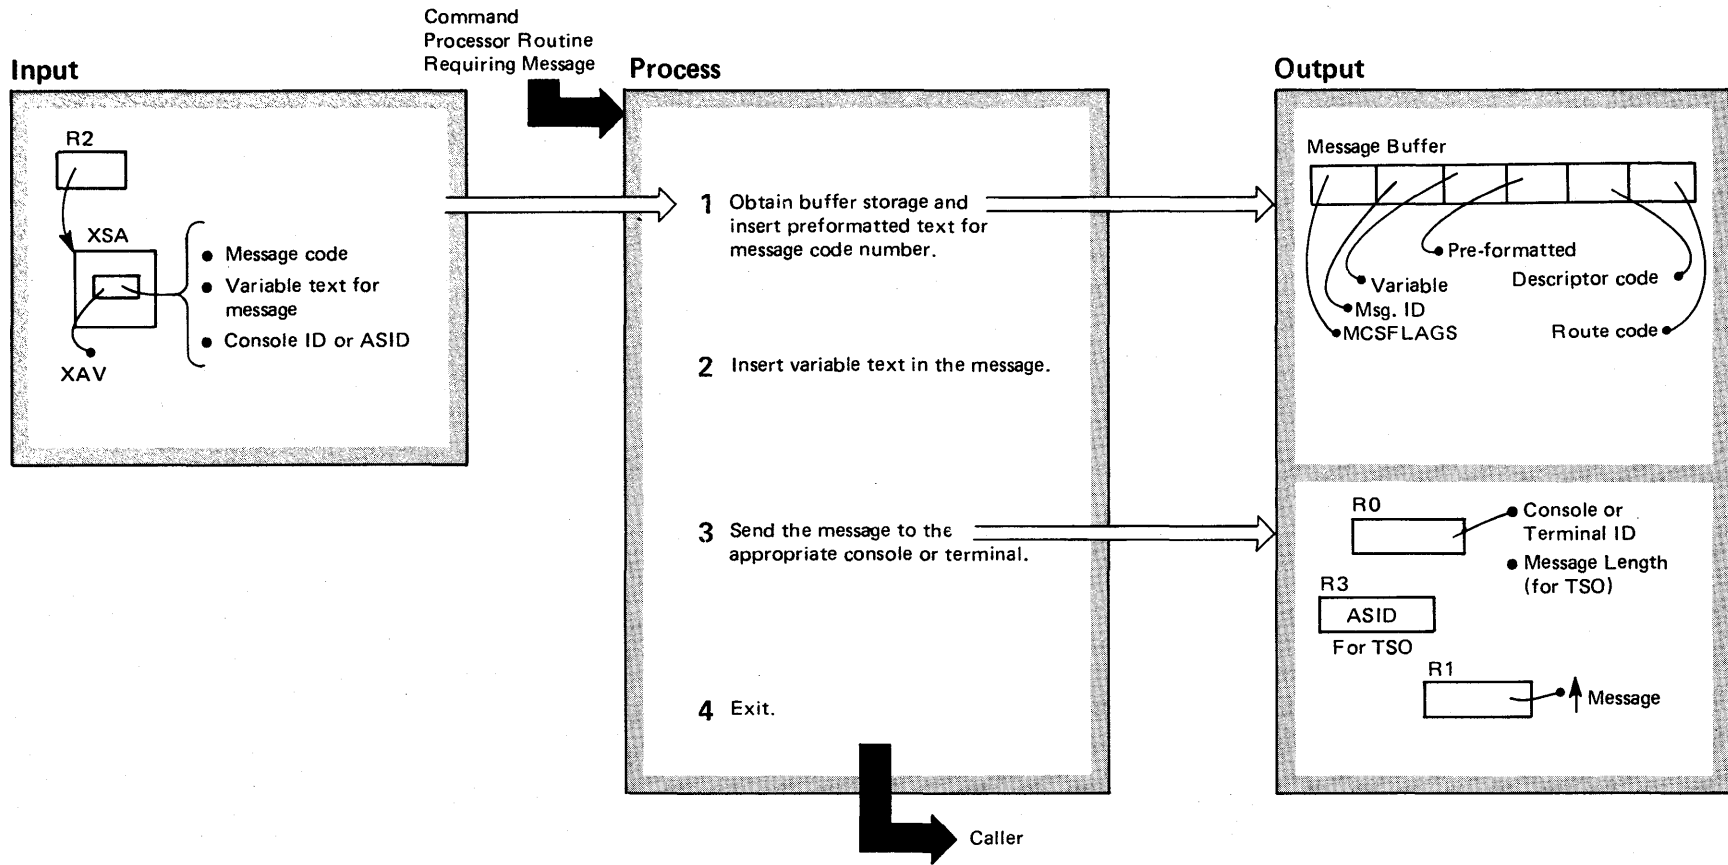 Command
Processor Routine
Requiring Message
Input
R2
XSA
XAV
● Message code
● Variable text for
message
● Console ID or ASID
Process
1 Obtain buffer storage and
insert preformatted text for
message code number.
2 Insert variable text in the message.
3 Send the message to the
appropriate console or terminal.
4 Exit.
Caller
Output
Message Buffer
Pre-formatted
Variable
Descriptor code
Msg. ID
MCSFLAGS
Route code
R0
● Console or
Terminal ID
● Message Length
(for TSO)
R3
ASID
For TSO
R1
Message